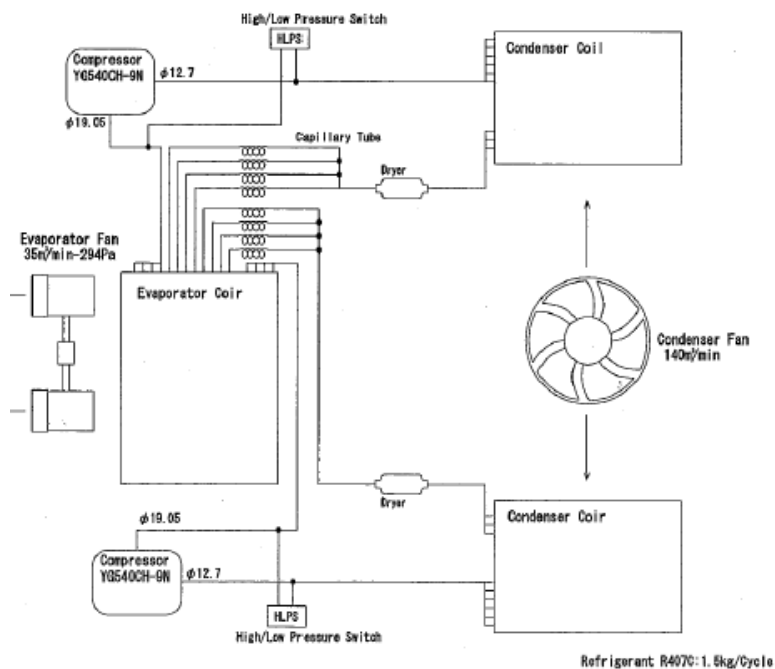 High/Low Pressure Switch
HLPS
Compressor
YG540CH-9N
φ12.7
φ19.05
Condenser Coil
Capillary Tube
Dryer
Evaporator Fan
35m³/min-294Pa
Evaporator Coir
Condenser Fan
140m³/min
Dryer
Condenser Coir
φ19.05
Compressor
YG540CH-9N
φ12.7
HLPS
High/Low Pressure Switch
Refrigerant R407C:1.5kg/Cycle